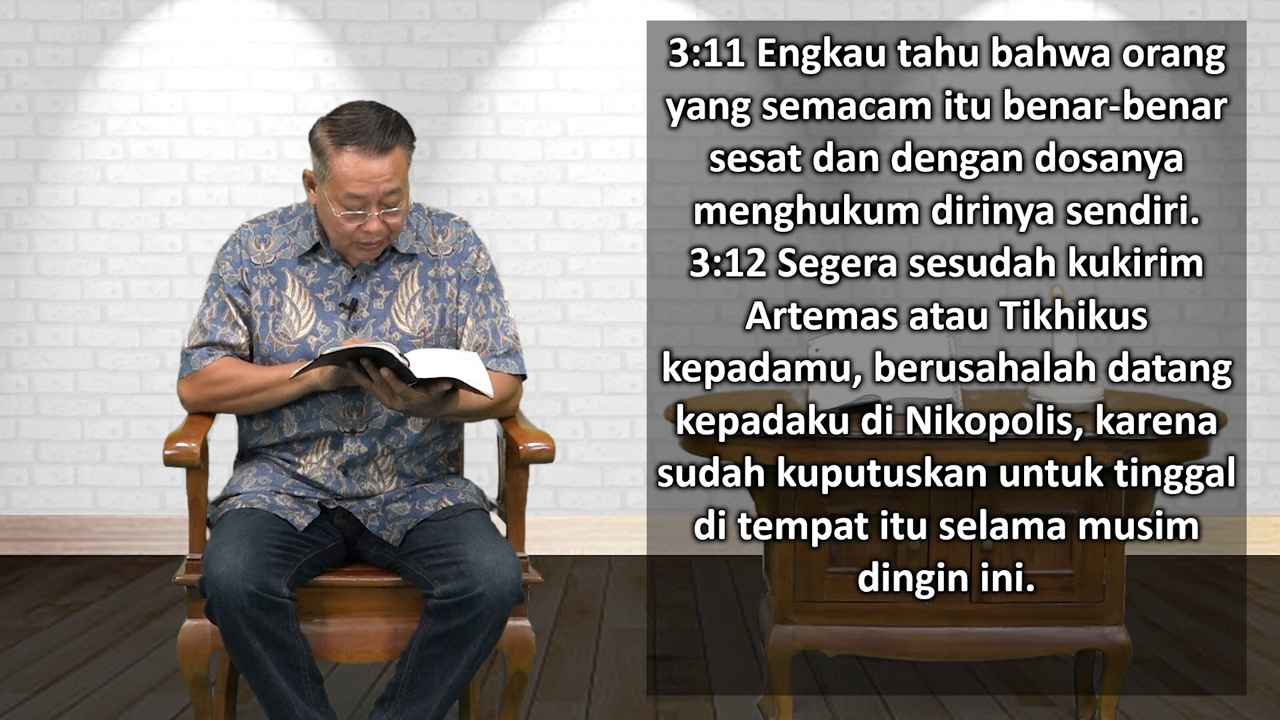 3:11 Engkau tahu bahwa orang
yang semacam itu benar-benar
sesat dan dengan dosanya
menghukum dirinya sendiri.
3:12 Segera sesudah kukirim
Artemas atau Tikhikus
kepadamu, berusahalah datang
kepadaku di Nikopolis, karena
sudah kuputuskan untuk tinggal
di tempat itu selama musim
dingin ini.